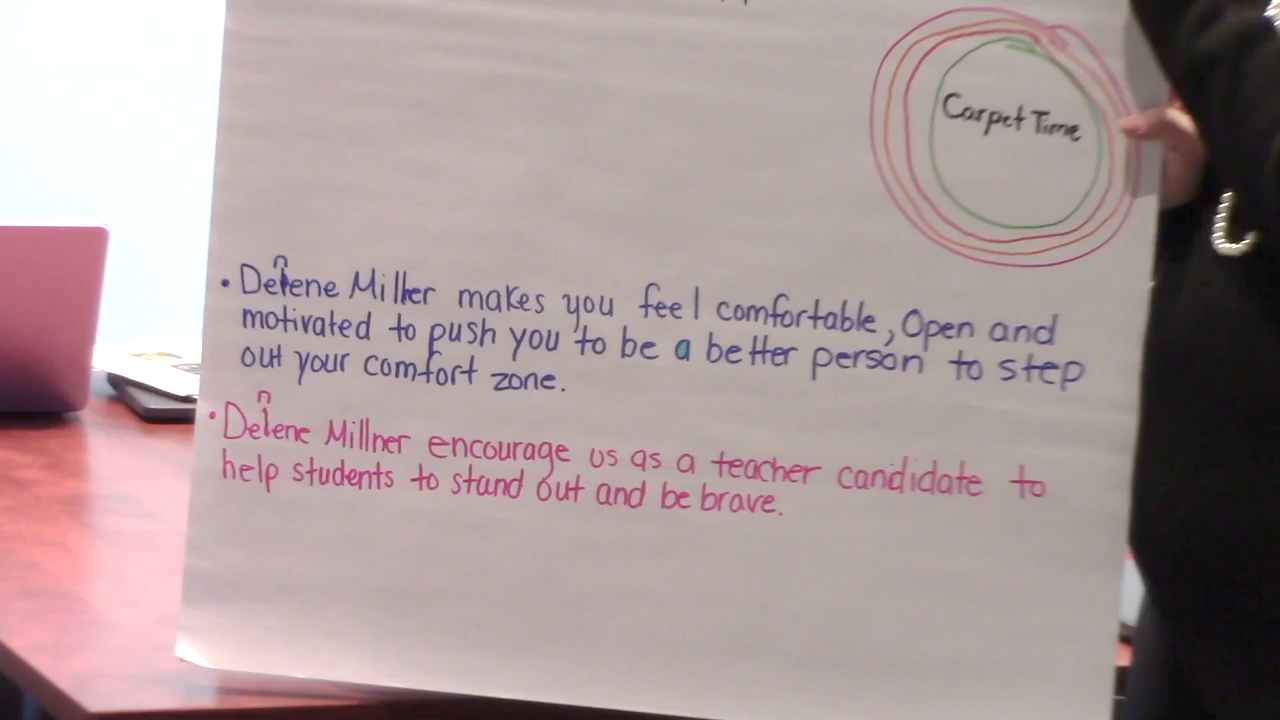 Carpet Time
• Denene Miller makes you feel comfortable, Open and
motivated to push you to be a better person to step
out your comfort zone.
• Denene Millner encourage us as a teacher candidate to
help students to stand out and be brave.